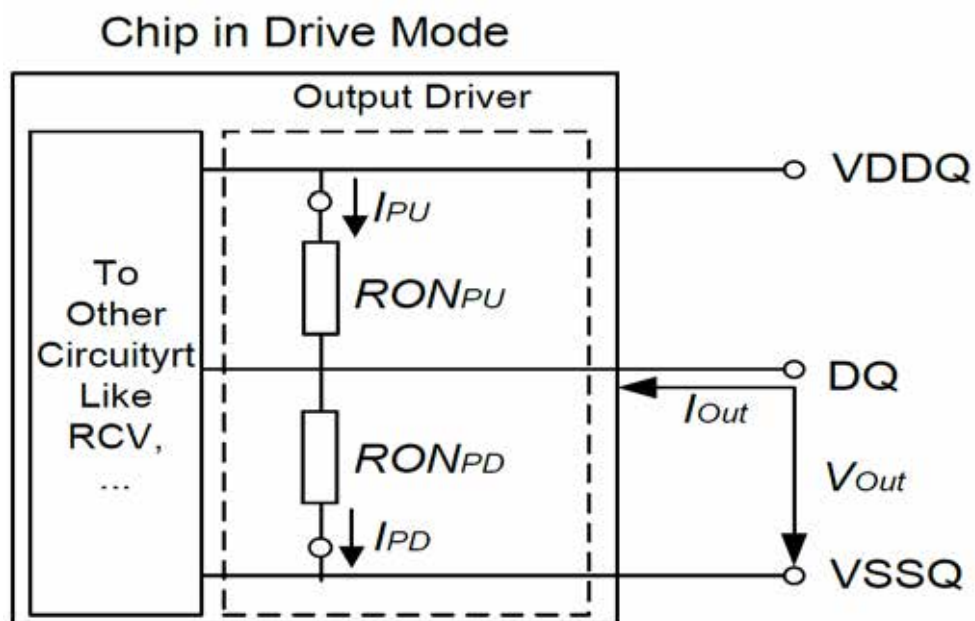 Chip in Drive Mode
Output Driver
VDDQ
IPU
To
Other
Circuityrt
Like
RCV,
...
RONPU
DQ
IOut
RONPD
VOut
IPD
VSSQ